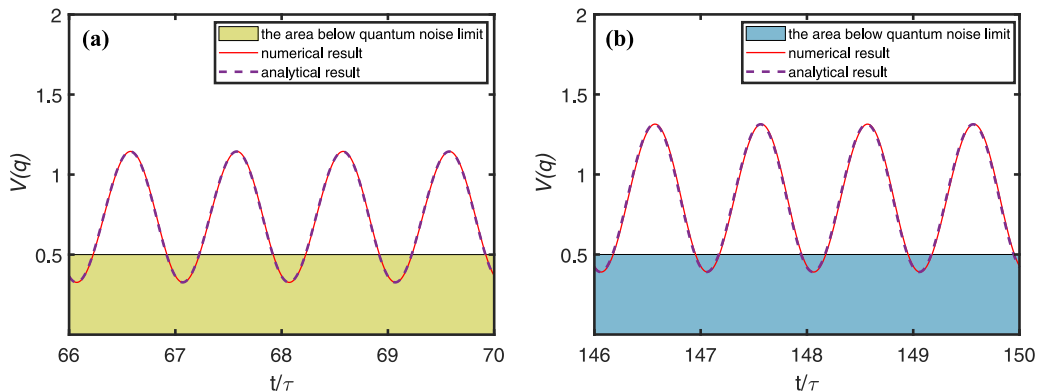 (a)
the area below quantum noise limit
numerical result
analytical result
2
1.5
1
0.5
V(q)
66
67
68
69
70
t/τ
(b)
the area below quantum noise limit
numerical result
analytical result
2
1.5
1
0.5
V(q)
146
147
148
149
150
t/τ